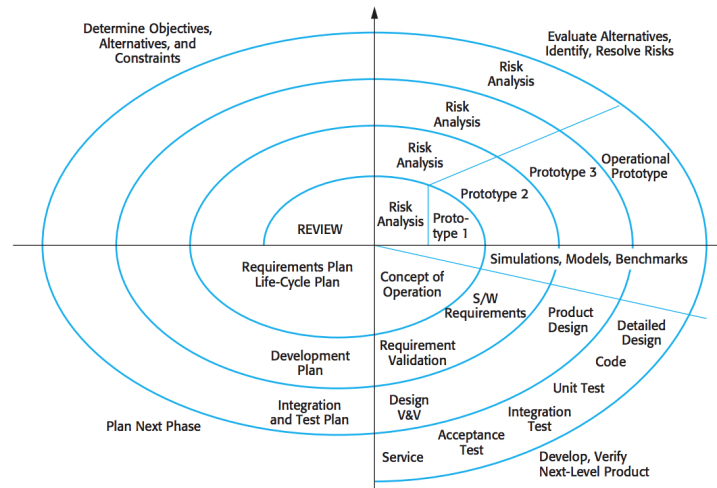 Determine Objectives,
Alternatives, and
Constraints
Evaluate Alternatives,
Identify, Resolve Risks
Risk
Analysis
Risk
Analysis
Risk
Analysis
Operational
Prototype
Prototype 3
Prototype 2
Risk
Analysis
Proto-
type 1
REVIEW
Simulations, Models, Benchmarks
Requirements Plan
Life-Cycle Plan
Concept of
Operation
S/W
Requirements
Product
Design
Detailed
Design
Development
Plan
Requirement
Validation
Code
Unit Test
Integration
and Test Plan
Design
V&V
Integration
Test
Plan Next Phase
Acceptance
Test
Service
Develop, Verify
Next-Level Product